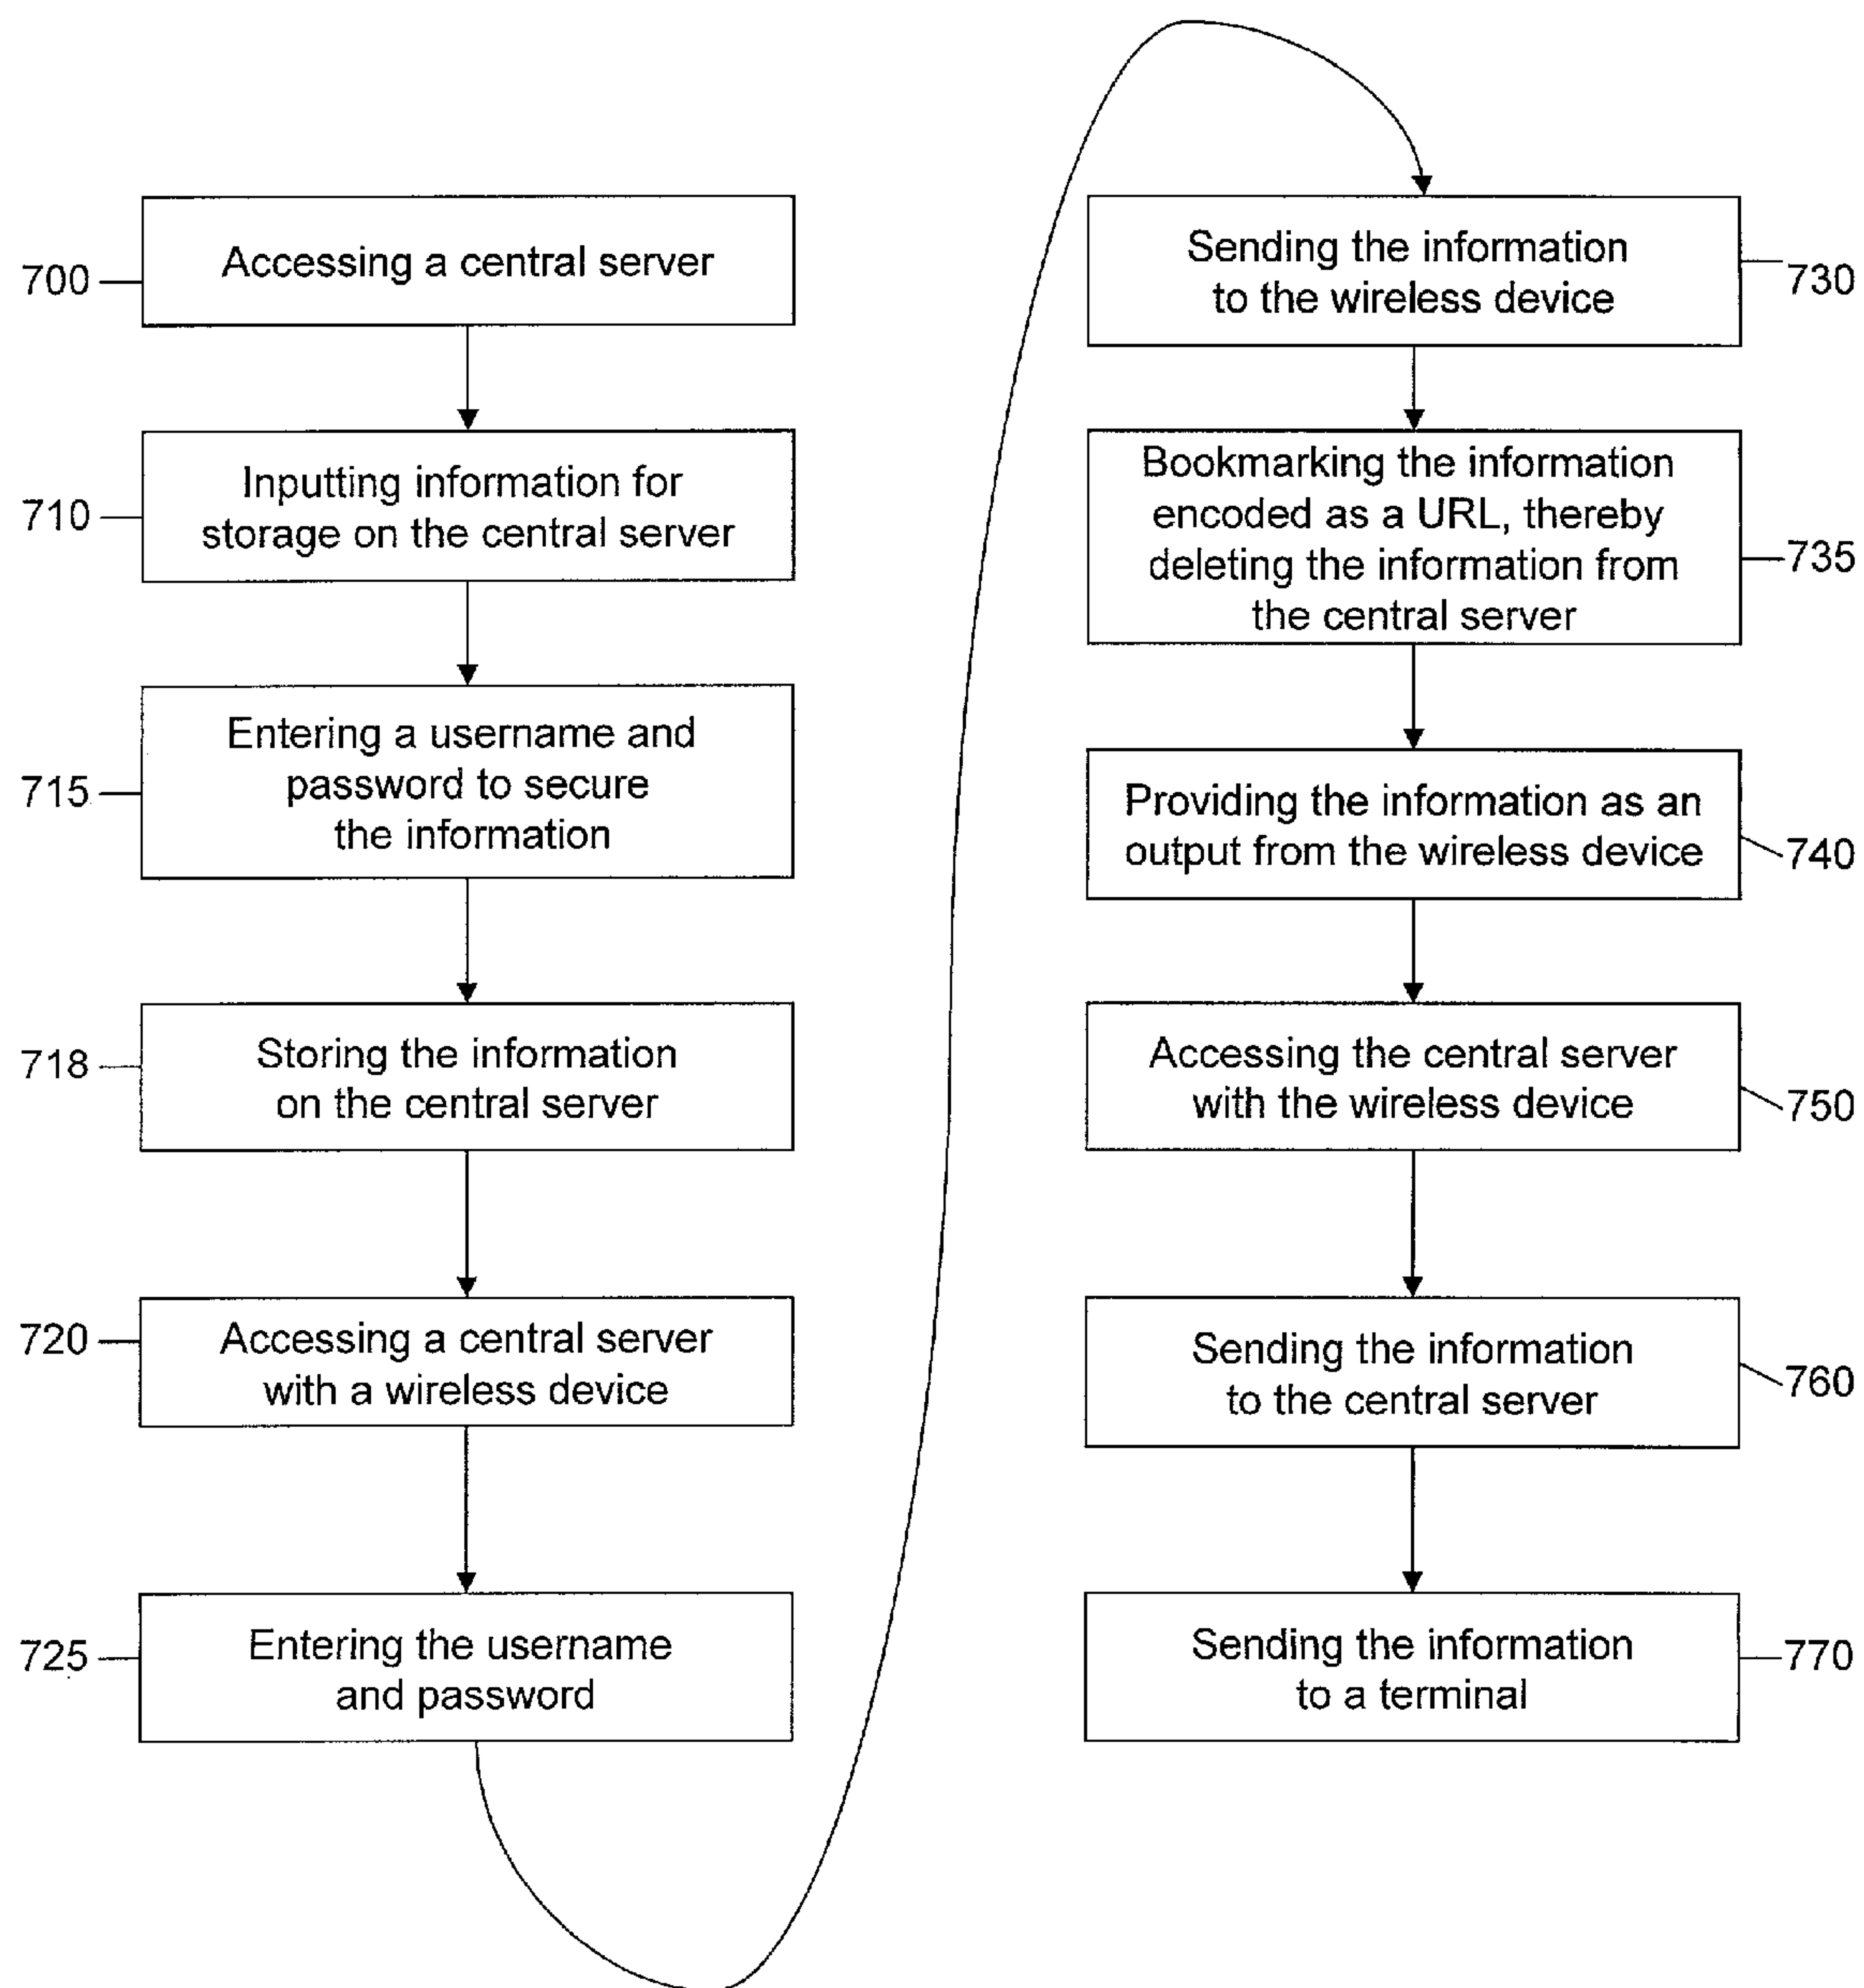 700
Accessing a central server
710
Inputting information for
storage on the central server
715
Entering a username and
password to secure
the information
718
Storing the information
on the central server
720
Accessing a central server
with a wireless device
725
Entering the username
and password
Sending the information
to the wireless device
730
Bookmarking the information
encoded as a URL, thereby
deleting the information from
the central server
735
Providing the information as an
output from the wireless device
740
Accessing the central server
with the wireless device
750
Sending the information
to the central server
760
Sending the information
to a terminal
770